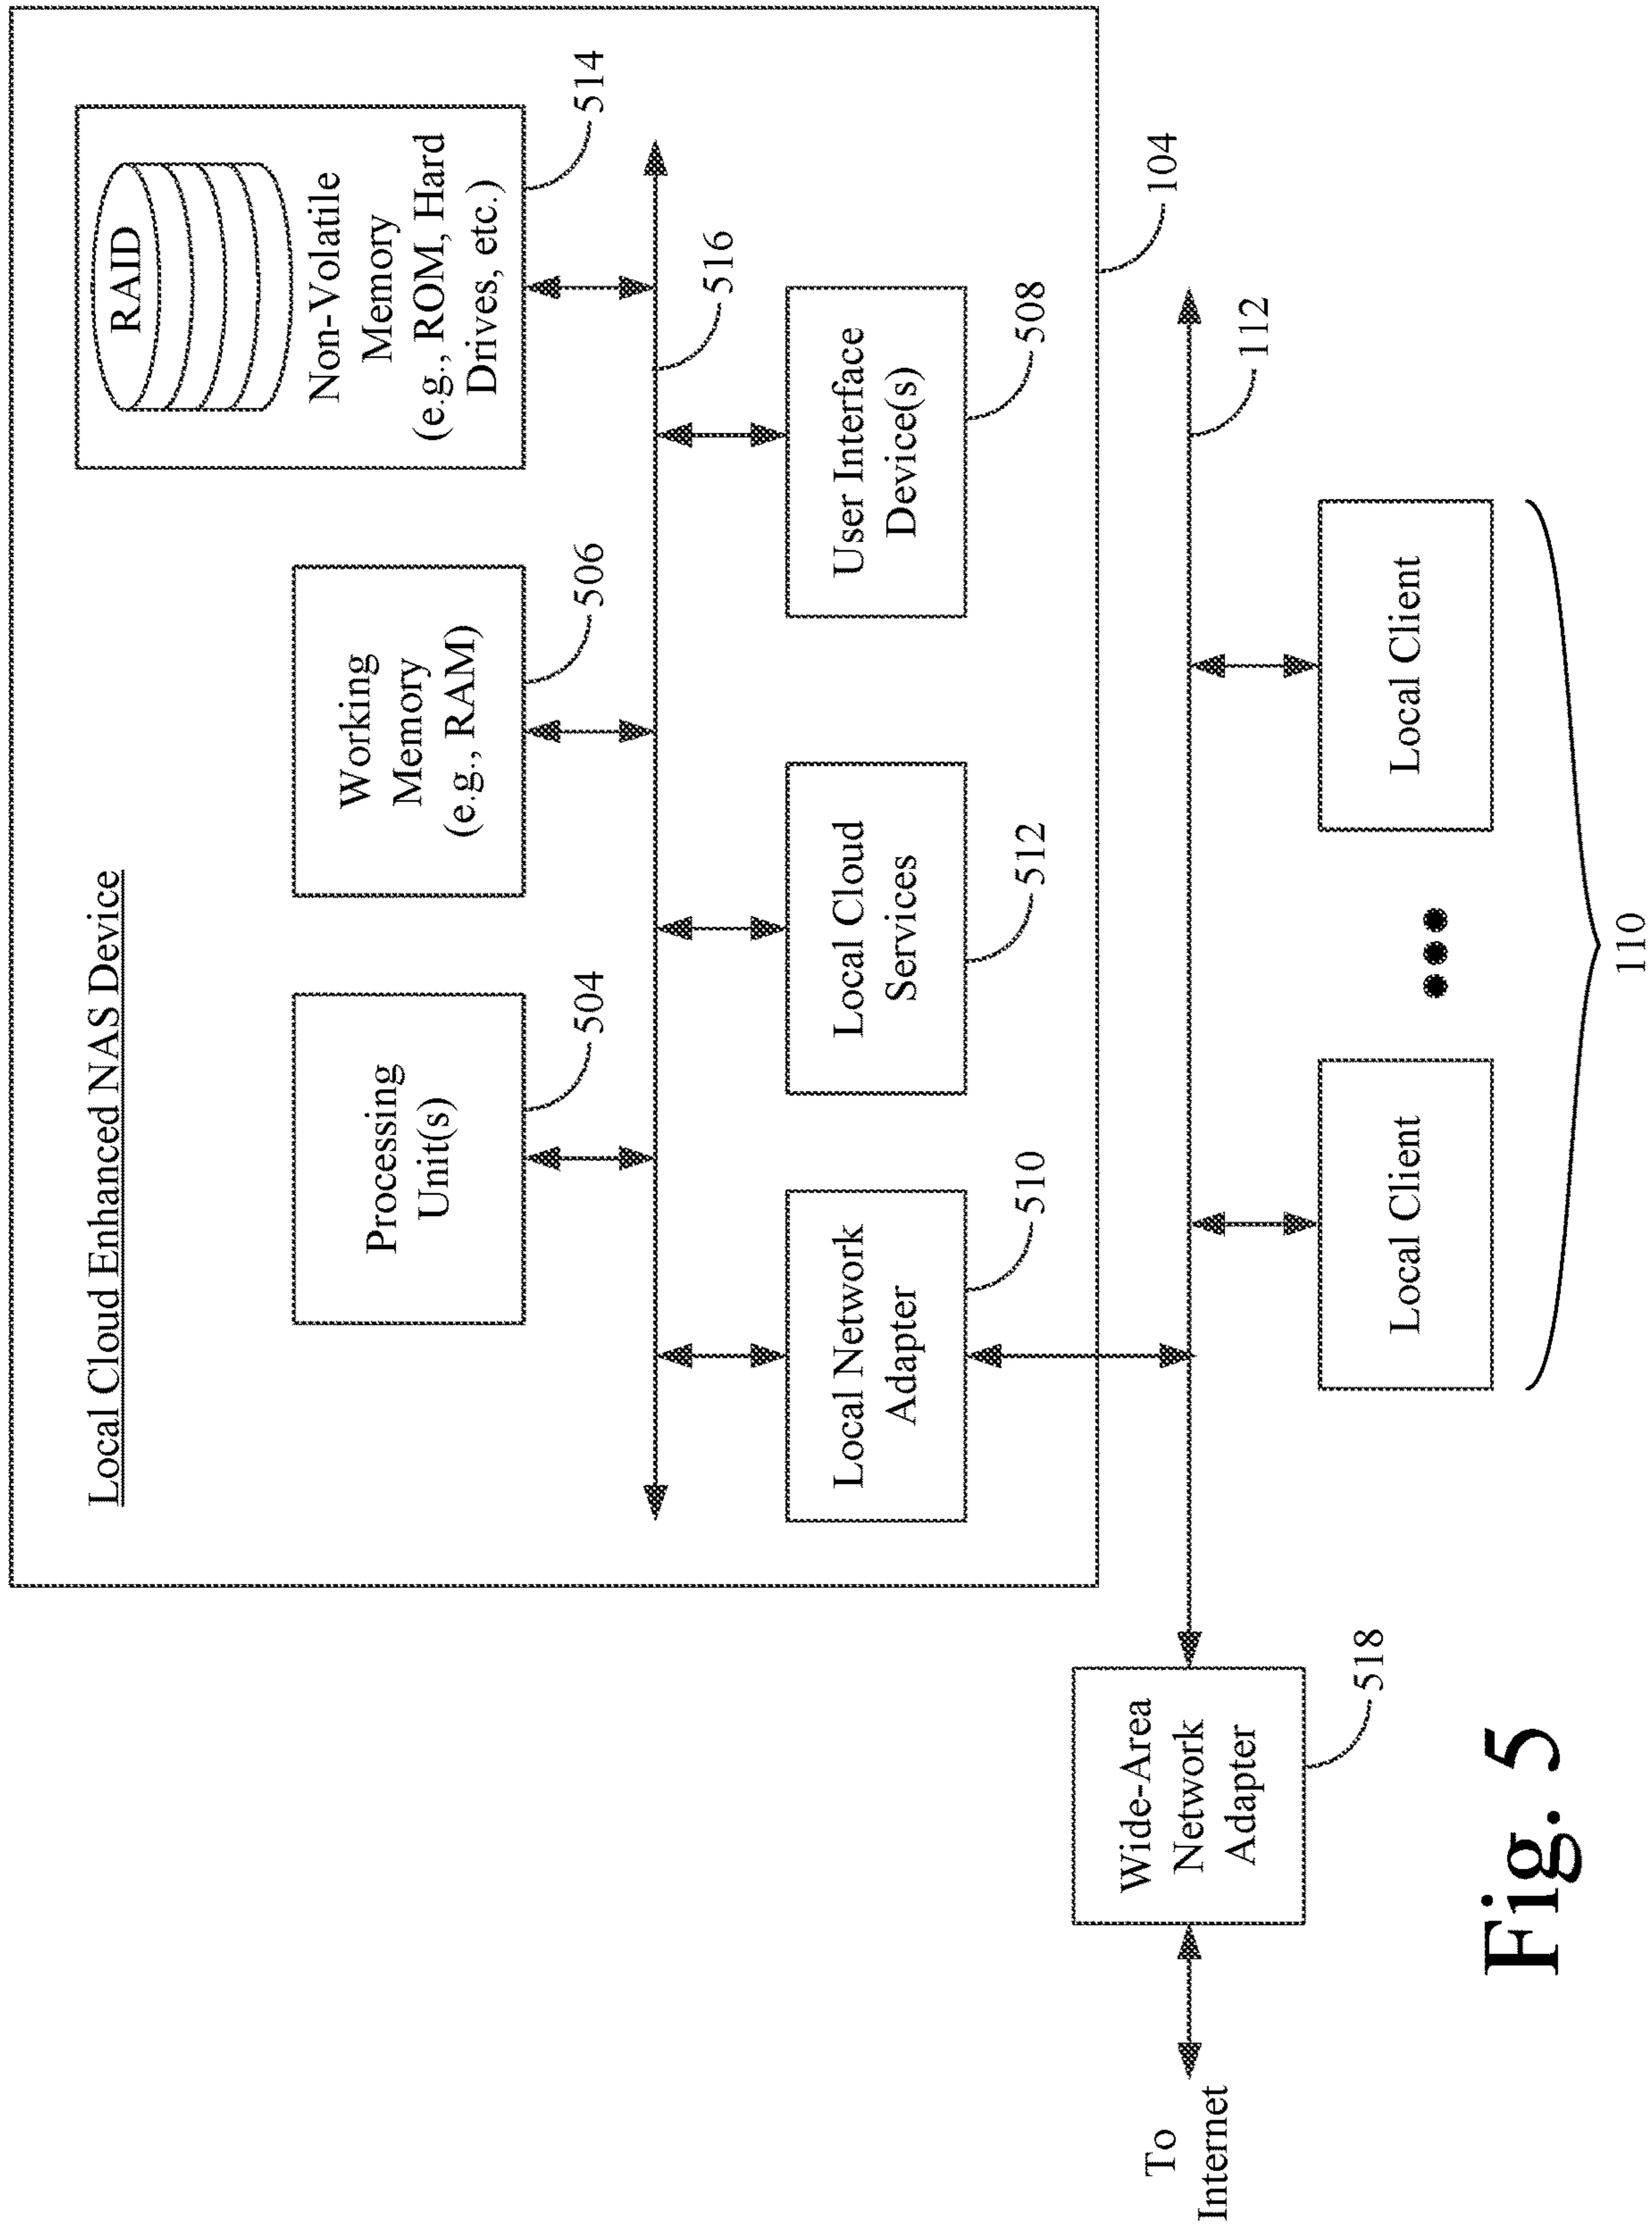 Local Cloud Enhanced NAS Device
RAID
Non-Volatile
Memory
(e.g., ROM, Hard
Drives, etc.)
514
Working
Memory
(e.g., RAM)
506
Processing
Unit(s)
504
516
Local Network
Adapter
510
Local Cloud
Services
512
User Interface
Device(s)
508
104
112
To
Internet
Wide-Area
Network
Adapter
518
Local Client
Local Client
110
Fig. 5